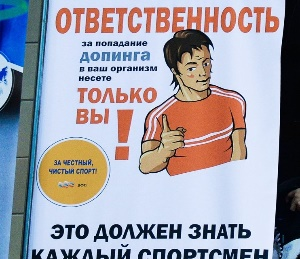 ОТВЕТСТВЕННОСТЬ
за попадание
допинга
в ваш организм
несете
ТОЛЬКО
ВЫ!
ЗА ЧЕСТНЫЙ,
ЧИСТЫЙ СПОРТ!
ЭТО ДОЛЖЕН ЗНАТЬ
КАЖДЫЙ СПОРТСМЕН